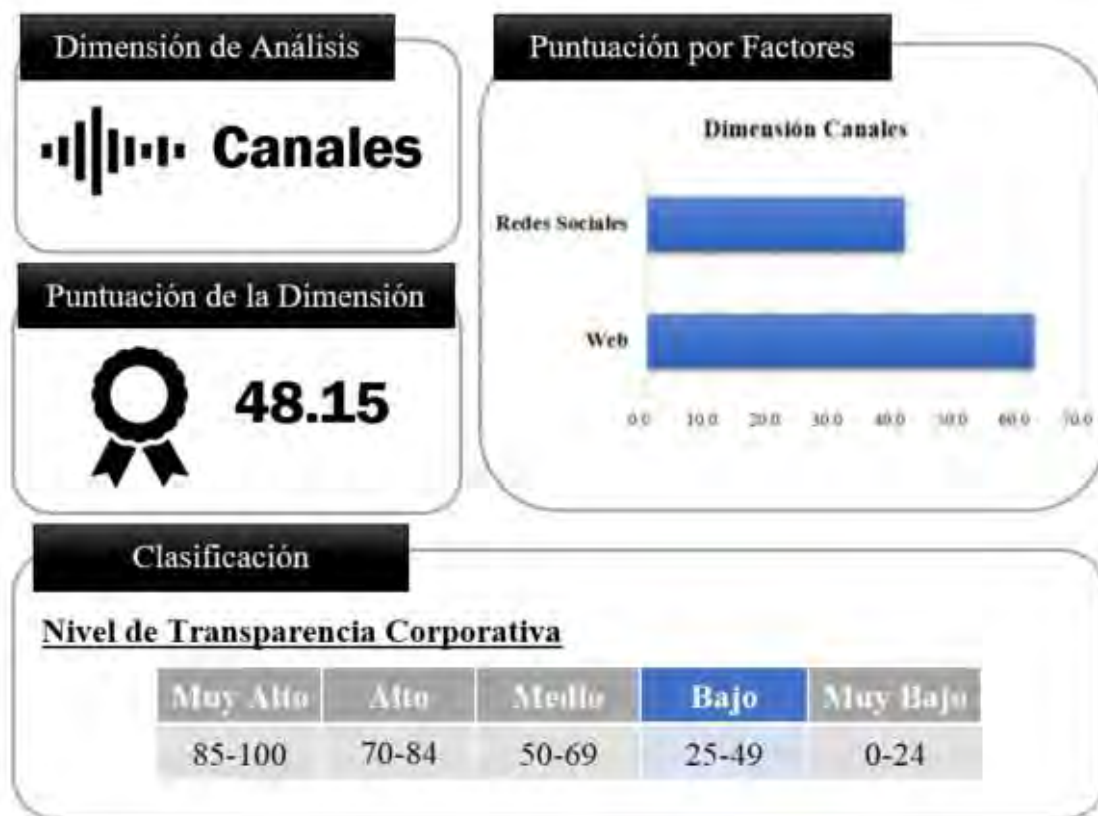 Dimensión de Análisis
Canales
Puntuación de la Dimensión
48.15
Puntuación por Factores
Dimensión Canales
Redes Sociales
Web
0.0 10.0 20.0 30.0 40.0 50.0 60.0 70.0
Clasificación
Nivel de Transparencia Corporativa
Muy Alto Alto Medio Bajo Muy Bajo
85-100 70-84 50-69 25-49 0-24